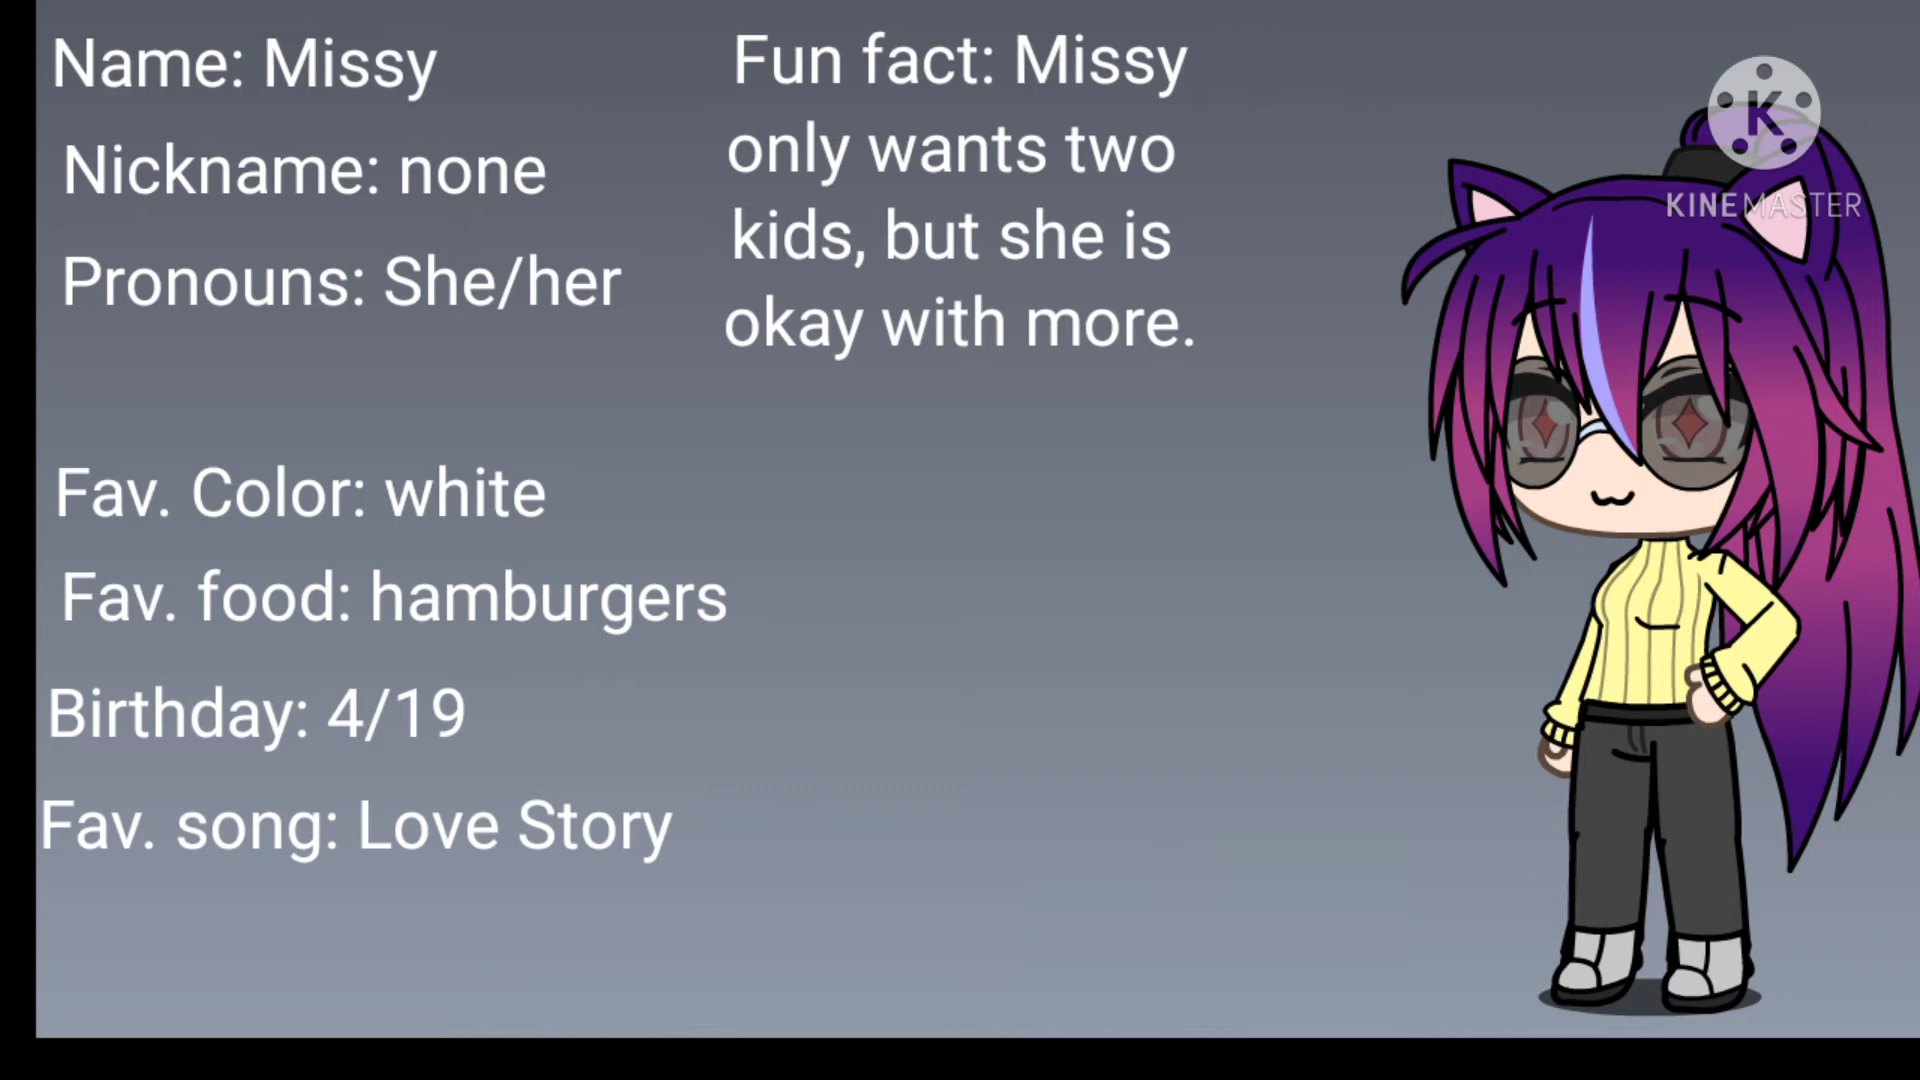 Name: Missy
Nickname: none
Pronouns: She/her
Fav. Color: white
Fav. food: hamburgers
Birthday: 4/19
Fav. song: Love Story
Fun fact: Missy
only wants two
kids, but she is
okay with more.
K
KINEMASTER